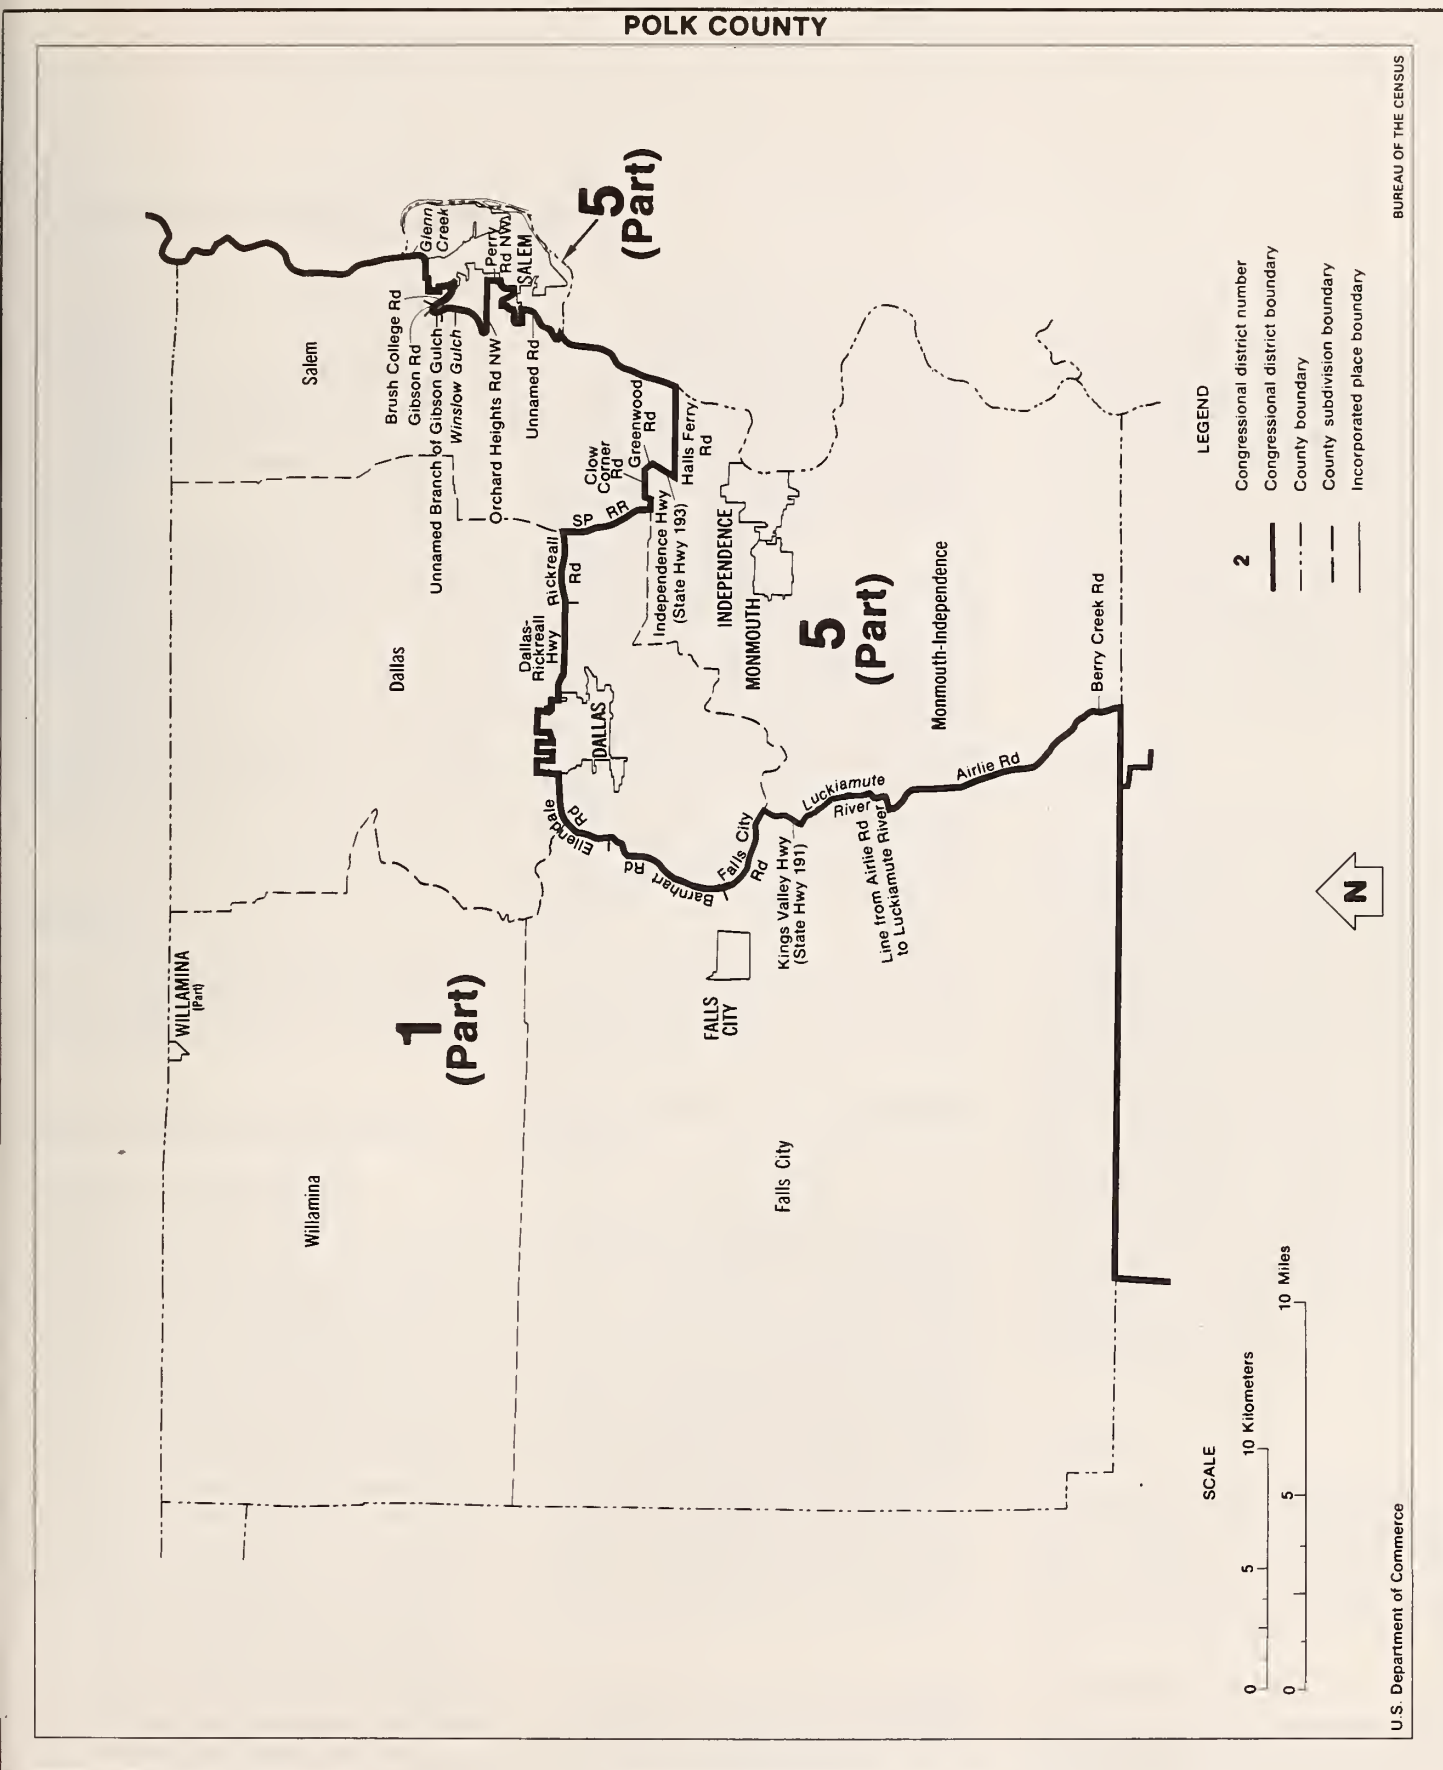 POLK COUNTY
WILLAMINA
(Part)
Willamina
1
(Part)
Dallas
Salem
Brush College Rd
Gibson Rd
Unnamed Branch of Gibson Gulch
Winslow Gulch
Orchard Heights Rd NW
Unnamed Rd
Glenn
Creek
Perry
Rd NW
SALEM
5
(Part)
Ellendale
Rd
DALLAS
Dallas-
Rickreall
Hwy
Rickreall
Rd
SP RR
Clow
Corner
Rd
Greenwood
Rd
Halls Ferry
Rd
Independence Hwy
(State Hwy 193)
Barnhart Rd
Falls City
Rd
FALLS
CITY
Kings Valley Hwy
(State Hwy 191)
Luckiamute
River
Line from Airlie Rd
to Luckiamute River
Airlie Rd
Berry Creek Rd
MONMOUTH
INDEPENDENCE
5
(Part)
Monmouth-Independence
Falls City
SCALE
0 5 10 Kilometers
0 5 10 Miles
N
LEGEND
2 Congressional district number
Congressional district boundary
County boundary
County subdivision boundary
Incorporated place boundary
U.S. Department of Commerce
BUREAU OF THE CENSUS